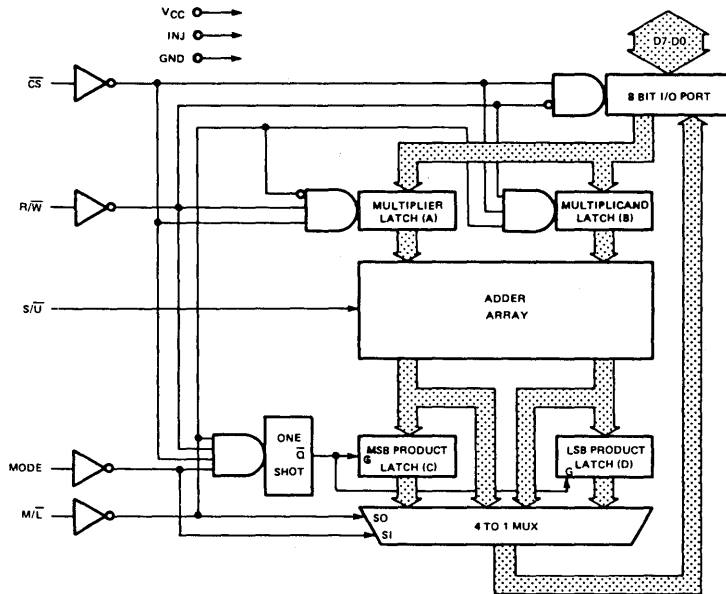 VCC
INJ
GND
D7-D0
C̅S̅
8 BIT I/O PORT
R/W̅
MULTIPLIER
LATCH (A)
MULTIPLICAND
LATCH (B)
S/U̅
ADDER
ARRAY
ONE
Q̅
SHOT
G
MSB PRODUCT
LATCH (C)
LSB PRODUCT
LATCH (D)
G
MODE
M/L̅
SO
SI
4 TO 1 MUX